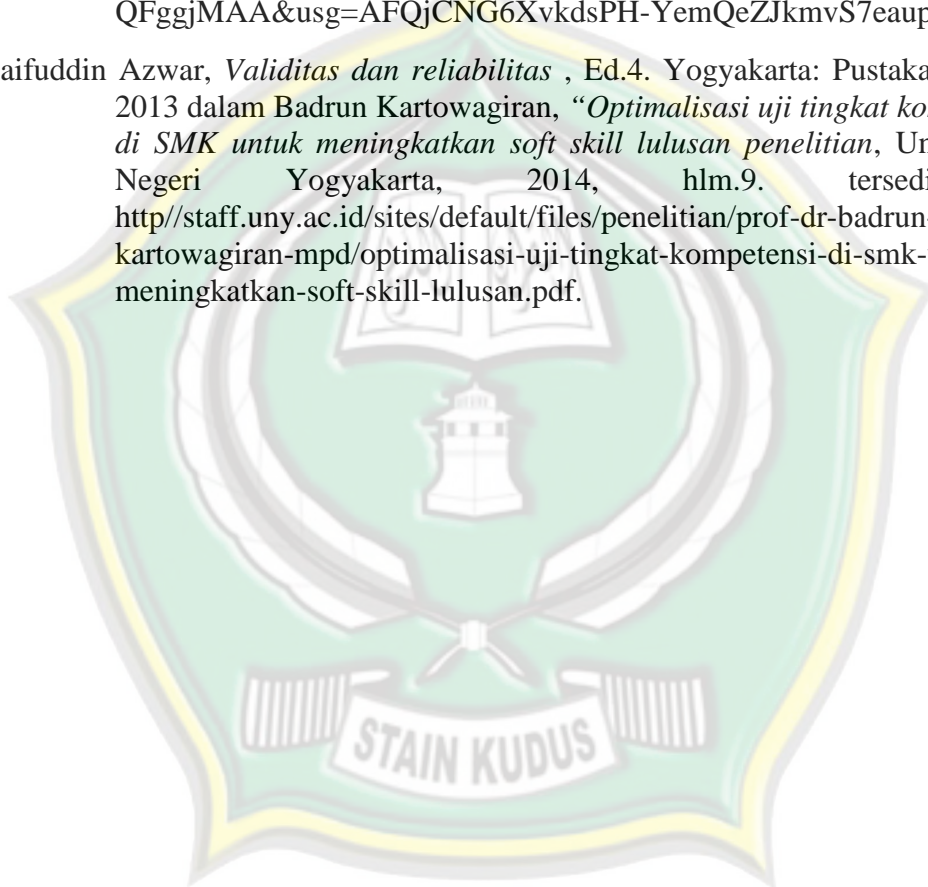 QFggjMAA&usg=AFQjCNG6XvkdsPH-YemQeZJkmvS7eaup
aifuddin Azwar, Validitas dan reliabilitas , Ed.4. Yogyakarta: Pustaka
2013 dalam Badrun Kartowagiran, “Optimalisasi uji tingkat
di SMK untuk meningkatkan soft skill lulusan penelitian,
Negeri Yogyakarta, 2014, hlm.9.
http//staff.uny.ac.id/sites/default/files/penelitian/prof-dr-badrun-
kartowagiran-mpd/optimalisasi-uji-tingkat-kompetensi-di-smk-
meningkatkan-soft-skill-lulusan.pdf.
STAIN KUDUS